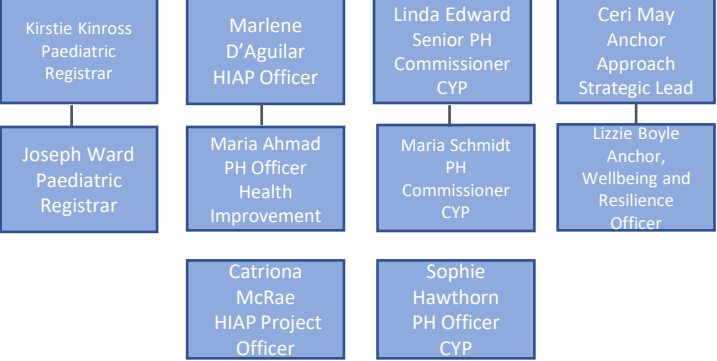 Kirstie Kinross
Paediatric
Registrar
Marlene
D’Aguilar
HIAP Officer
Linda Edward
Senior PH
Commissioner
CYP
Ceri May
Anchor
Approach
Strategic Lead
Joseph Ward
Paediatric
Registrar
Maria Ahmad
PH Officer
Health
Improvement
Maria Schmidt
PH
Commissioner
CYP
Lizzie Boyle
Anchor,
Wellbeing and
Resilience
Officer
Catriona
McRae
HIAP Project
Officer
Sophie
Hawthorn
PH Officer
CYP